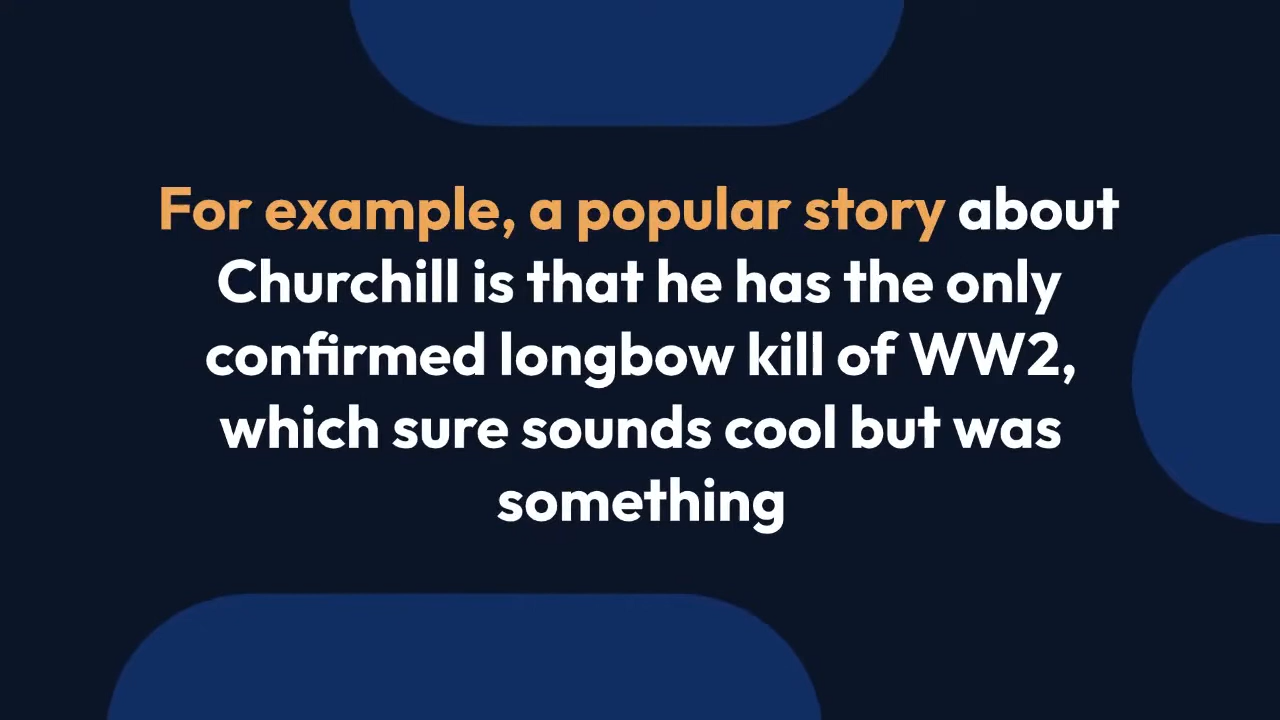 For example, a popular story about
Churchill is that he has the only
confirmed longbow kill of WW2,
which sure sounds cool but was
something